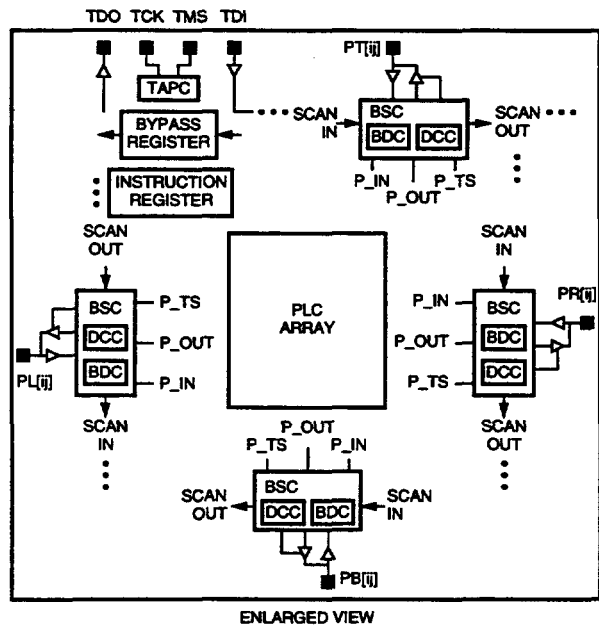 TDO TCK TMS TDI
TAPC
BYPASS
REGISTER
INSTRUCTION
REGISTER
PT[ij]
SCAN
IN
BSC
BDC DCC
SCAN
OUT
P_IN P_TS
P_OUT
SCAN
OUT
BSC
DCC
BDC
P_TS
P_OUT
P_IN
PL[ij]
SCAN
IN
PLC
ARRAY
SCAN
IN
P_IN
P_OUT
P_TS
BSC
BDC
DCC
PR[ij]
SCAN
OUT
P_OUT
P_TS P_IN
BSC
DCC BDC
SCAN
OUT
SCAN
IN
PB[ij]
ENLARGED VIEW